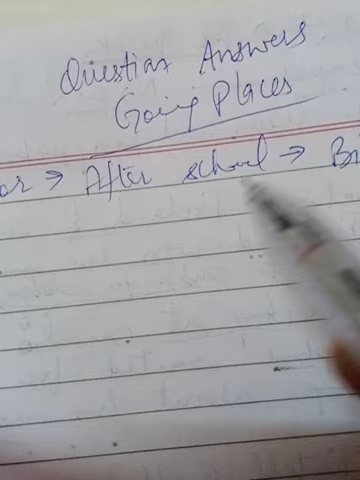 Question Answers
Going Places
→ After school →